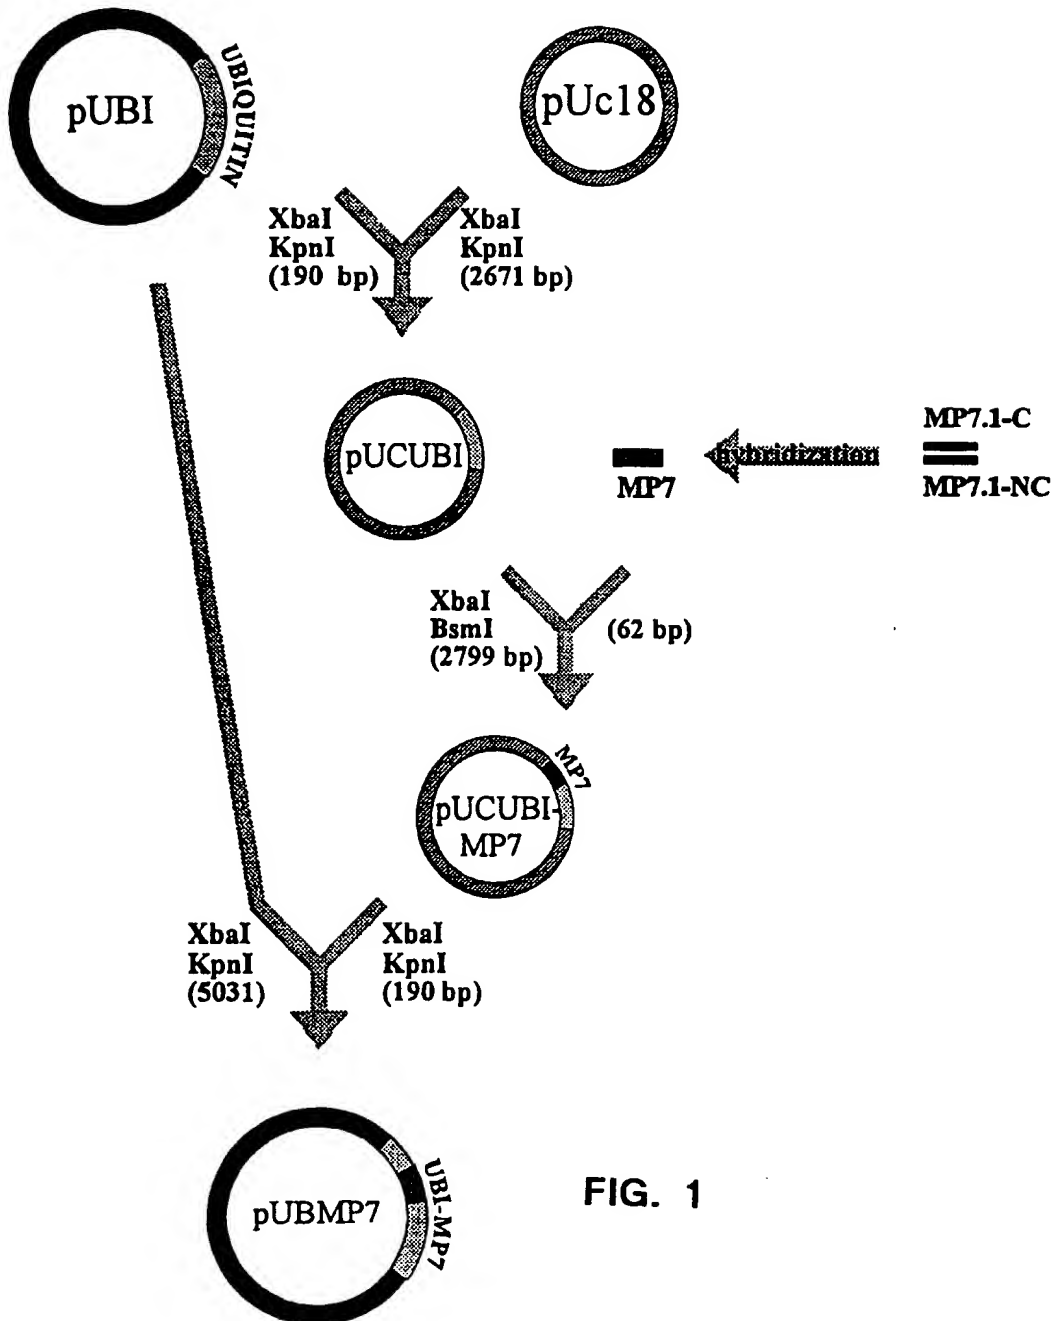 pUBI
UBIQUITIN
pUc18
XbaI
KpnI
(190 bp)
XbaI
KpnI
(2671 bp)
pUCUBI
MP7
hybridization
MP7.1-C
MP7.1-NC
XbaI
BsmI
(2799 bp)
(62 bp)
pUCUBI-
MP7
MP7
XbaI
KpnI
(5031)
XbaI
KpnI
(190 bp)
pUBMP7
UBI-MP7
FIG. 1